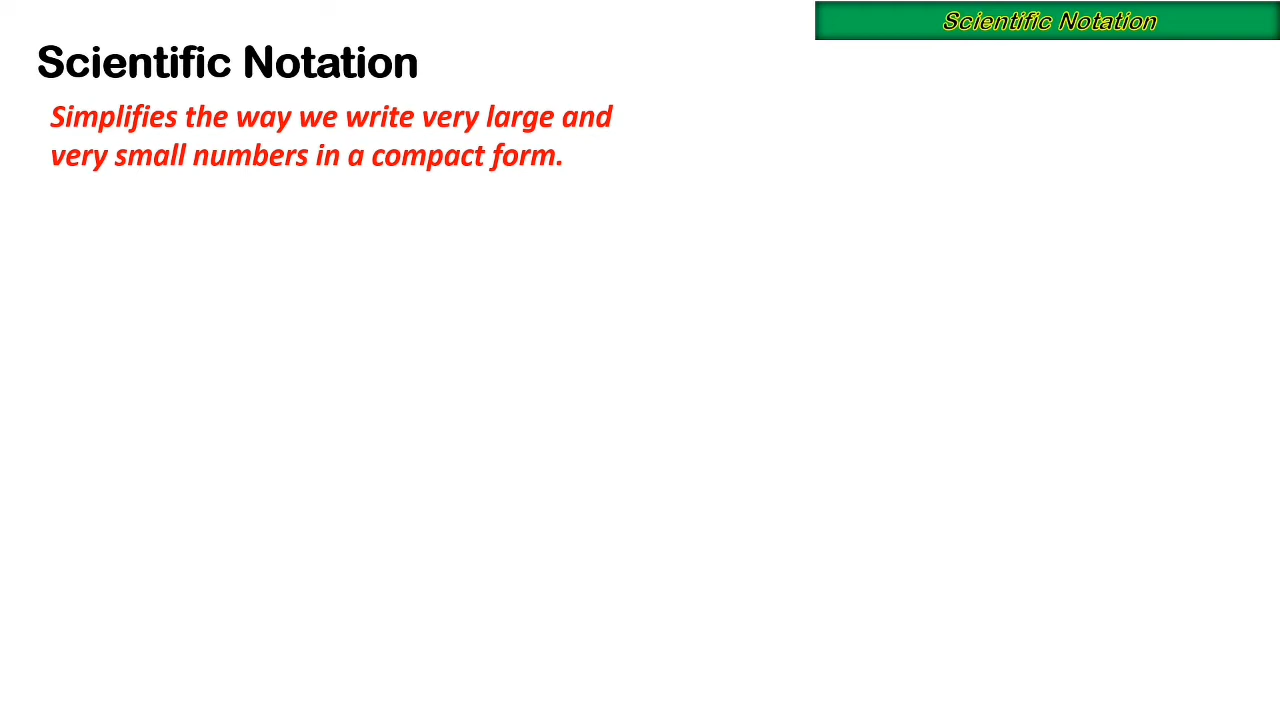 Scientific Notation
Scientific Notation
Simplifies the way we write very large and
very small numbers in a compact form.